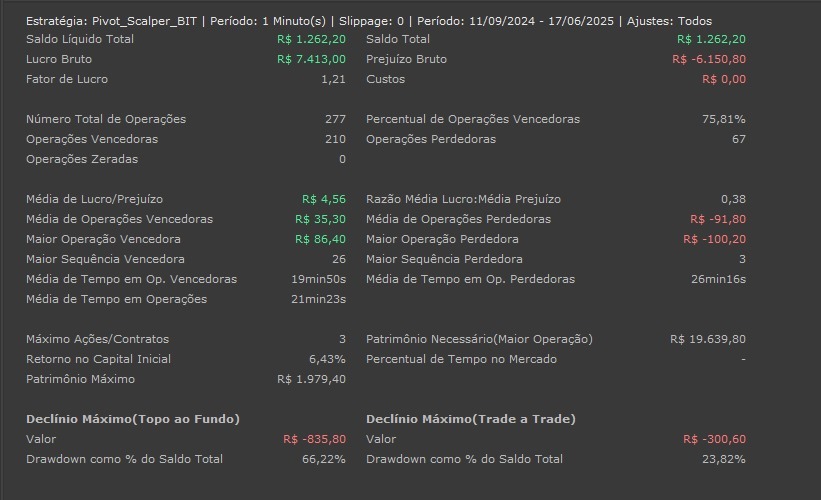 Estratégia: Pivot_Scalper_BIT | Período: 1 Minuto(s) | Slippage: 0 | Período: 11/09/2024 - 17/06/2025 | Ajustes: Todos
Saldo Líquido Total R$ 1.262,20 Saldo Total R$ 1.262,20
Lucro Bruto R$ 7.413,00 Prejuízo Bruto R$ -6.150,80
Fator de Lucro 1,21 Custos R$ 0,00
Número Total de Operações 277 Percentual de Operações Vencedoras 75,81%
Operações Vencedoras 210 Operações Perdedoras 67
Operações Zeradas 0
Média de Lucro/Prejuízo R$ 4,56 Razão Média Lucro:Média Prejuízo 0,38
Média de Operações Vencedoras R$ 35,30 Média de Operações Perdedoras R$ -91,80
Maior Operação Vencedora R$ 86,40 Maior Operação Perdedora R$ -100,20
Maior Sequência Vencedora 26 Maior Sequência Perdedora 3
Média de Tempo em Op. Vencedoras 19min50s Média de Tempo em Op. Perdedoras 26min16s
Média de Tempo em Operações 21min23s
Máximo Ações/Contratos 3 Patrimônio Necessário(Maior Operação) R$ 19.639,80
Retorno no Capital Inicial 6,43% Percentual de Tempo no Mercado -
Patrimônio Máximo R$ 1.979,40
Declínio Máximo(Topo ao Fundo) Declínio Máximo(Trade a Trade)
Valor R$ -835,80 Valor R$ -300,60
Drawdown como % do Saldo Total 66,22% Drawdown como % do Saldo Total 23,82%